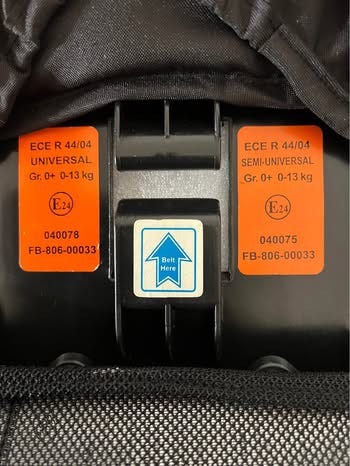 ECE R 44/04
UNIVERSAL
Gr. 0+ 0-13 kg
E24
040078
FB-806-00033
Belt
Here
ECE R 44/04
SEMI-UNIVERSAL
Gr. 0+ 0-13 kg
E24
040075
FB-806-00033